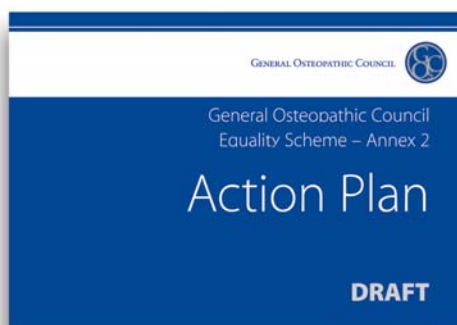 GENERAL OSTEOPATHIC COUNCIL
General Osteopathic Council
Equality Scheme – Annex 2
Action Plan
DRAFT